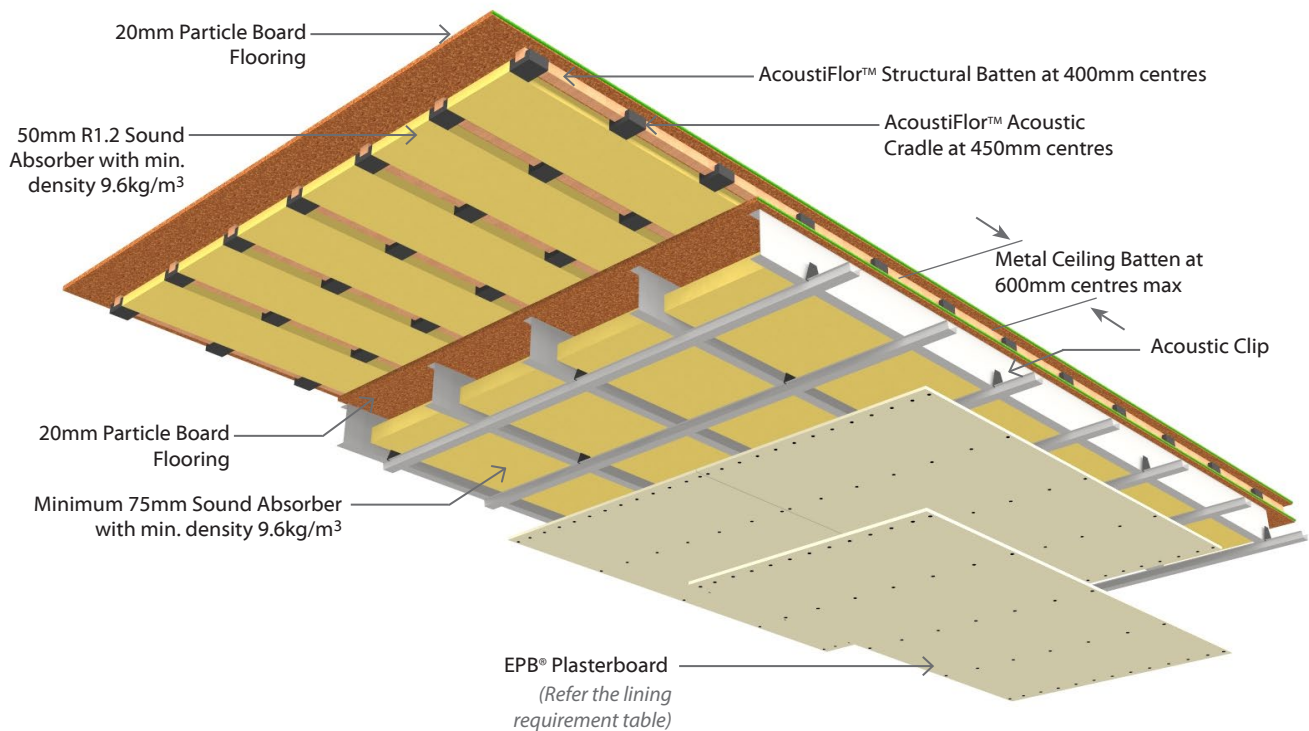 20mm Particle Board
Flooring
AcoustiFlor™ Structural Batten at 400mm centres
AcoustiFlor™ Acoustic
Cradle at 450mm centres
50mm R1.2 Sound
Absorber with min.
density 9.6kg/m³
Metal Ceiling Batten at
600mm centres max
Acoustic Clip
20mm Particle Board
Flooring
Minimum 75mm Sound Absorber
with min. density 9.6kg/m³
EPB® Plasterboard
(Refer the lining
requirement table)